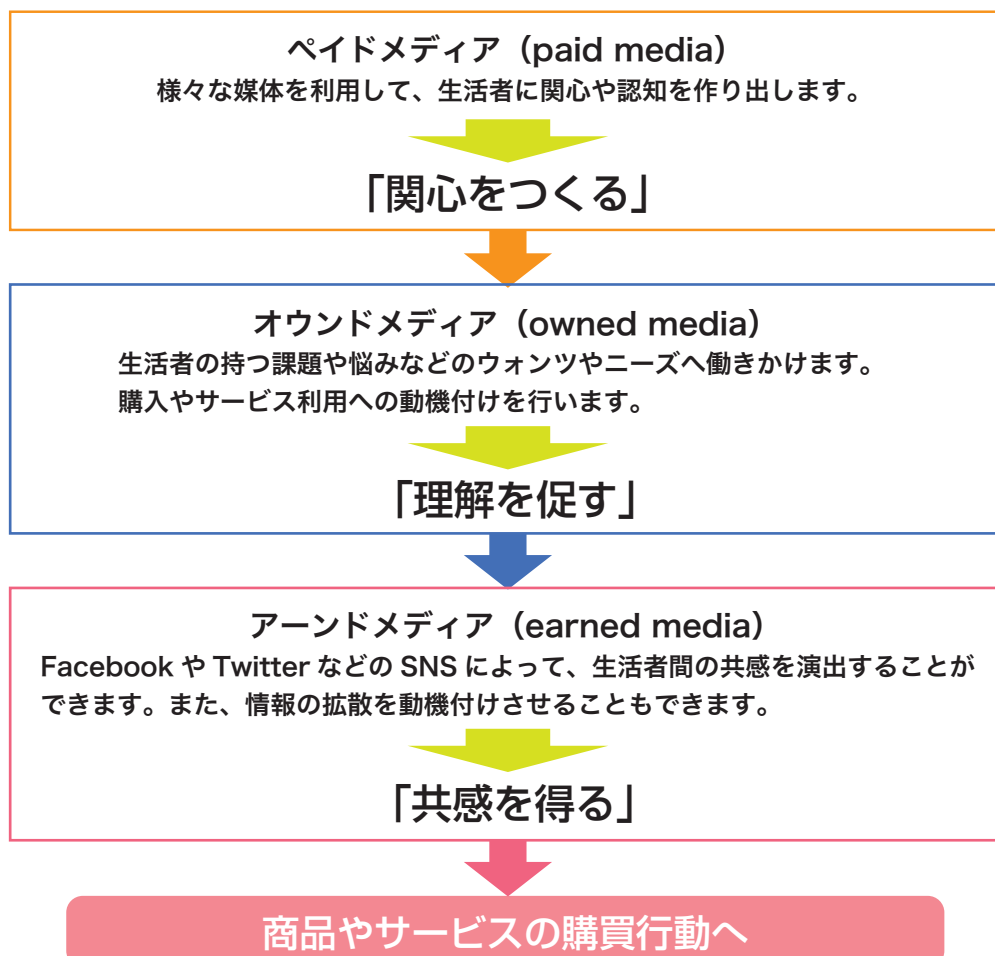 ペイドメディア（paid media）
様々な媒体を利用して、生活者に関心や認知を作り出します。
「関心をつくる」
オウンドメディア（owned media）
生活者の持つ課題や悩みなどのウォンツやニーズへ働きかけます。
購入やサービス利用への動機付けを行います。
「理解を促す」
アーンドメディア（earned media）
Facebook や Twitter などの SNS によって、生活者間の共感を演出することが
できます。また、情報の拡散を動機付けさせることもできます。
「共感を得る」
商品やサービスの購買行動へ